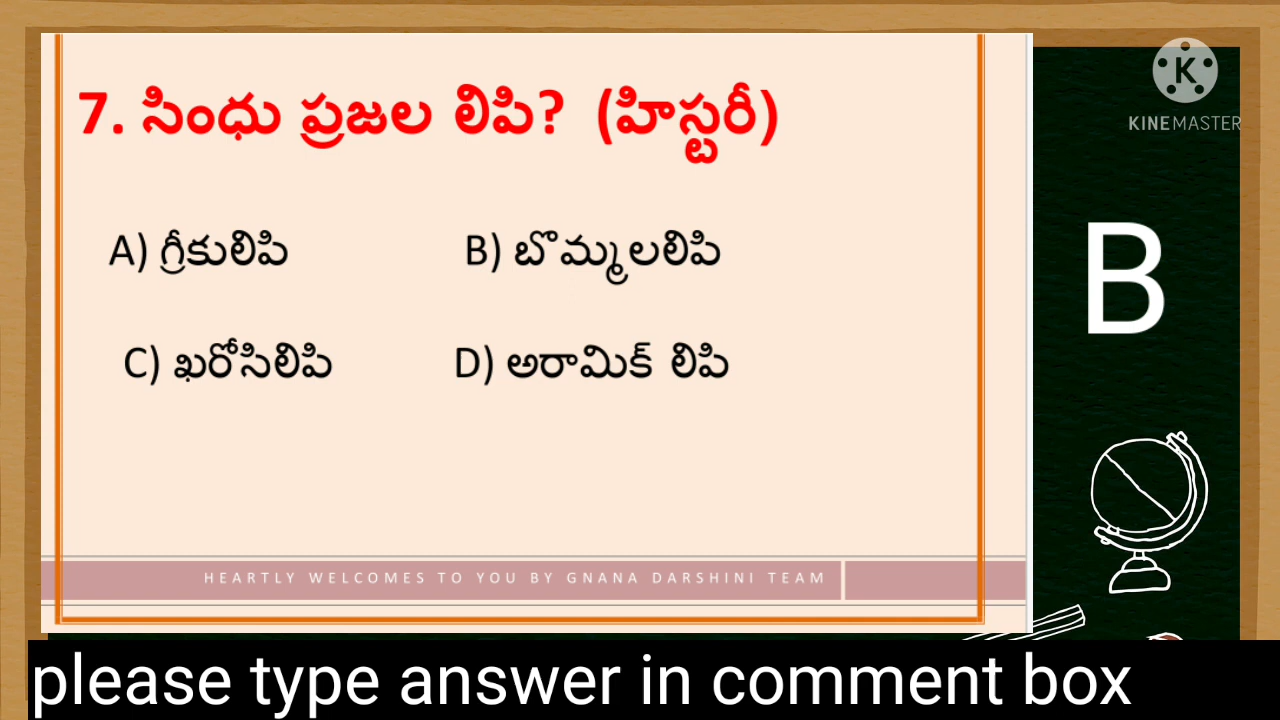 7. సింధు ప్రజల లిపి? (హిస్టరీ)
A) గ్రీకులిపి B) బొమ్మలలిపి
C) ఖరోసిలిపి D) అరామిక్ లిపి
HEARTLY WELCOMES TO YOU BY GNANA DARSHINI TEAM
K
KINEMASTER
B
please type answer in comment box